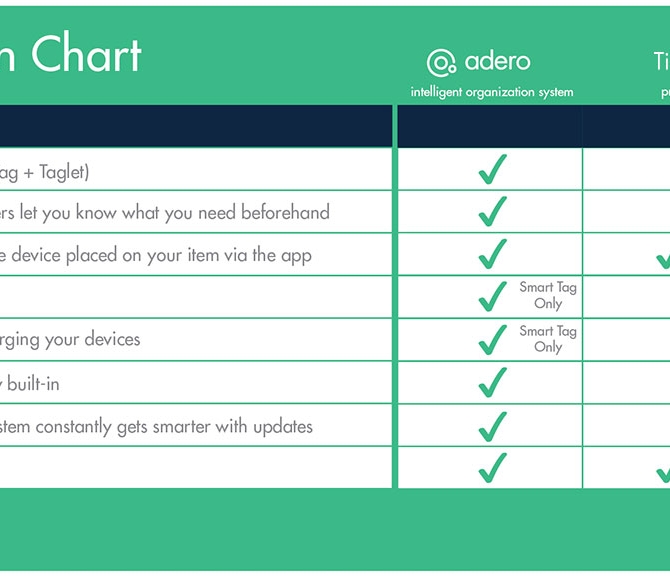 n Chart
adero
Ti
intelligent organization system
p
ag + Taglet)
ers let you know what you need beforehand
e device placed on your item via the app
Smart Tag
Only
rging your devices
Smart Tag
Only
built-in
stem constantly gets smarter with updates